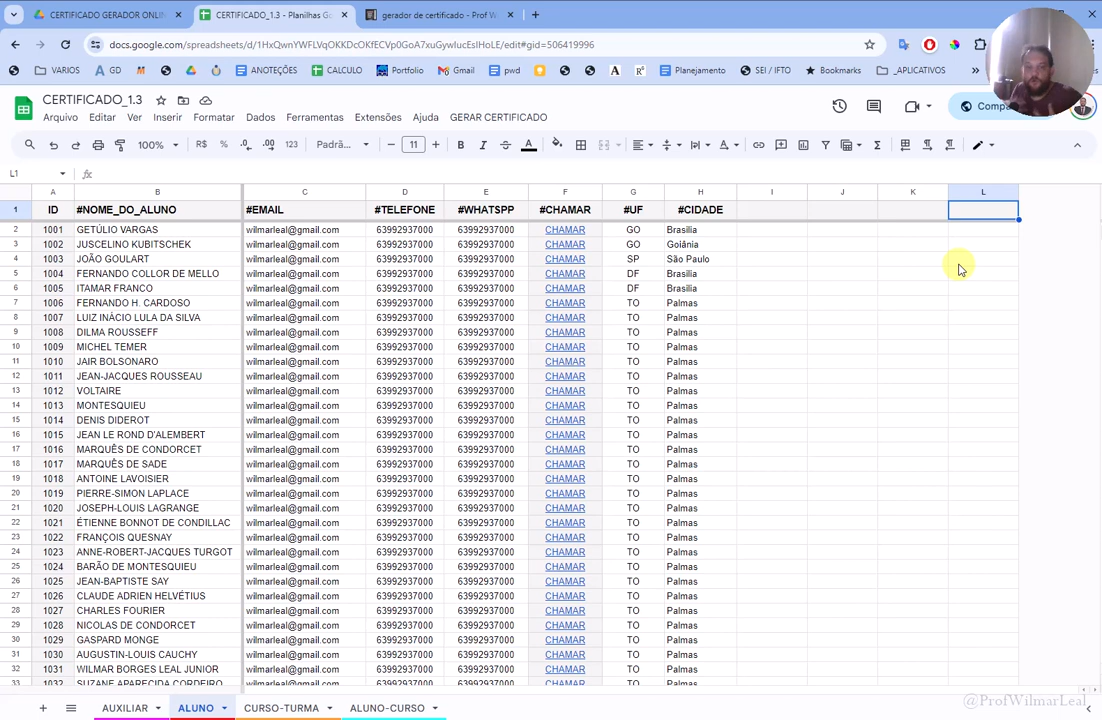 CERTIFICADO GERADOR ONLIN
CERTIFICADO_1.3 - Planilhas Go
gerador de certificado - Prof W
docs.google.com/spreadsheets/d/1HxQwnYWFLVqOKKDcOKfECVp0GoA7xuGywIucEsIHoLE/edit#gid=506419996
VARIOS
GD
ANOTEÇÕES
CALCULO
Portfolio
Gmail
pwd
Planejamento
SEI / IFTO
Bookmarks
_APLICATIVOS
CERTIFICADO_1.3
Arquivo Editar Ver Inserir Formatar Dados Ferramentas Extensões Ajuda GERAR CERTIFICADO
Compa
100% R$ % .0 .00 123 Padrã... 11
L1
A B C D E F G H I J K L
1 ID #NOME_DO_ALUNO #EMAIL #TELEFONE #WHATSPP #CHAMAR #UF #CIDADE
2 1001 GETÚLIO VARGAS wilmarleal@gmail.com 63992937000 63992937000 CHAMAR GO Brasilia
3 1002 JUSCELINO KUBITSCHEK wilmarleal@gmail.com 63992937000 63992937000 CHAMAR GO Goiânia
4 1003 JOÃO GOULART wilmarleal@gmail.com 63992937000 63992937000 CHAMAR SP São Paulo
5 1004 FERNANDO COLLOR DE MELLO wilmarleal@gmail.com 63992937000 63992937000 CHAMAR DF Brasilia
6 1005 ITAMAR FRANCO wilmarleal@gmail.com 63992937000 63992937000 CHAMAR DF Brasilia
7 1006 FERNANDO H. CARDOSO wilmarleal@gmail.com 63992937000 63992937000 CHAMAR TO Palmas
8 1007 LUIZ INÁCIO LULA DA SILVA wilmarleal@gmail.com 63992937000 63992937000 CHAMAR TO Palmas
9 1008 DILMA ROUSSEFF wilmarleal@gmail.com 63992937000 63992937000 CHAMAR TO Palmas
10 1009 MICHEL TEMER wilmarleal@gmail.com 63992937000 63992937000 CHAMAR TO Palmas
11 1010 JAIR BOLSONARO wilmarleal@gmail.com 63992937000 63992937000 CHAMAR TO Palmas
12 1011 JEAN-JACQUES ROUSSEAU wilmarleal@gmail.com 63992937000 63992937000 CHAMAR TO Palmas
13 1012 VOLTAIRE wilmarleal@gmail.com 63992937000 63992937000 CHAMAR TO Palmas
14 1013 MONTESQUIEU wilmarleal@gmail.com 63992937000 63992937000 CHAMAR TO Palmas
15 1014 DENIS DIDEROT wilmarleal@gmail.com 63992937000 63992937000 CHAMAR TO Palmas
16 1015 JEAN LE ROND D'ALEMBERT wilmarleal@gmail.com 63992937000 63992937000 CHAMAR TO Palmas
17 1016 MARQUÊS DE CONDORCET wilmarleal@gmail.com 63992937000 63992937000 CHAMAR TO Palmas
18 1017 MARQUÊS DE SADE wilmarleal@gmail.com 63992937000 63992937000 CHAMAR TO Palmas
19 1018 ANTOINE LAVOISIER wilmarleal@gmail.com 63992937000 63992937000 CHAMAR TO Palmas
20 1019 PIERRE-SIMON LAPLACE wilmarleal@gmail.com 63992937000 63992937000 CHAMAR TO Palmas
21 1020 JOSEPH-LOUIS LAGRANGE wilmarleal@gmail.com 63992937000 63992937000 CHAMAR TO Palmas
22 1021 ÉTIENNE BONNOT DE CONDILLAC wilmarleal@gmail.com 63992937000 63992937000 CHAMAR TO Palmas
23 1022 FRANÇOIS QUESNAY wilmarleal@gmail.com 63992937000 63992937000 CHAMAR TO Palmas
24 1023 ANNE-ROBERT-JACQUES TURGOT wilmarleal@gmail.com 63992937000 63992937000 CHAMAR TO Palmas
25 1024 BARÃO DE MONTESQUIEU wilmarleal@gmail.com 63992937000 63992937000 CHAMAR TO Palmas
26 1025 JEAN-BAPTISTE SAY wilmarleal@gmail.com 63992937000 63992937000 CHAMAR TO Palmas
27 1026 CLAUDE ADRIEN HELVÉTIUS wilmarleal@gmail.com 63992937000 63992937000 CHAMAR TO Palmas
28 1027 CHARLES FOURIER wilmarleal@gmail.com 63992937000 63992937000 CHAMAR TO Palmas
29 1028 NICOLAS DE CONDORCET wilmarleal@gmail.com 63992937000 63992937000 CHAMAR TO Palmas
30 1029 GASPARD MONGE wilmarleal@gmail.com 63992937000 63992937000 CHAMAR TO Palmas
31 1030 AUGUSTIN-LOUIS CAUCHY wilmarleal@gmail.com 63992937000 63992937000 CHAMAR TO Palmas
32 1031 WILMAR BORGES LEAL JUNIOR wilmarleal@gmail.com 63992937000 63992937000 CHAMAR TO Palmas
33 1032 SUZANE APARECIDA CORDEIRO wilmarleal@gmail.com 63992937000 63992937000 CHAMAR TO Palmas
AUXILIAR ALUNO CURSO-TURMA ALUNO-CURSO
@ProfWilmarLeal